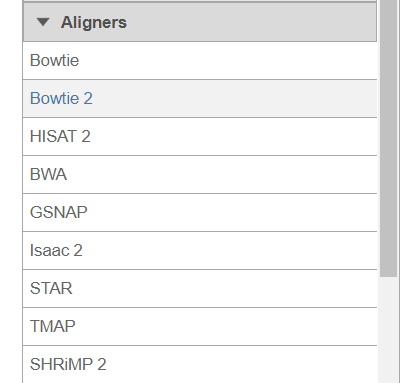 Aligners
Bowtie
Bowtie 2
HISAT 2
BWA
GSNAP
Isaac 2
STAR
TMAP
SHRiMP 2